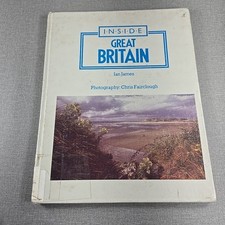 INSIDE
GREAT
BRITAIN
Ian James
Photography: Chris Fairclough